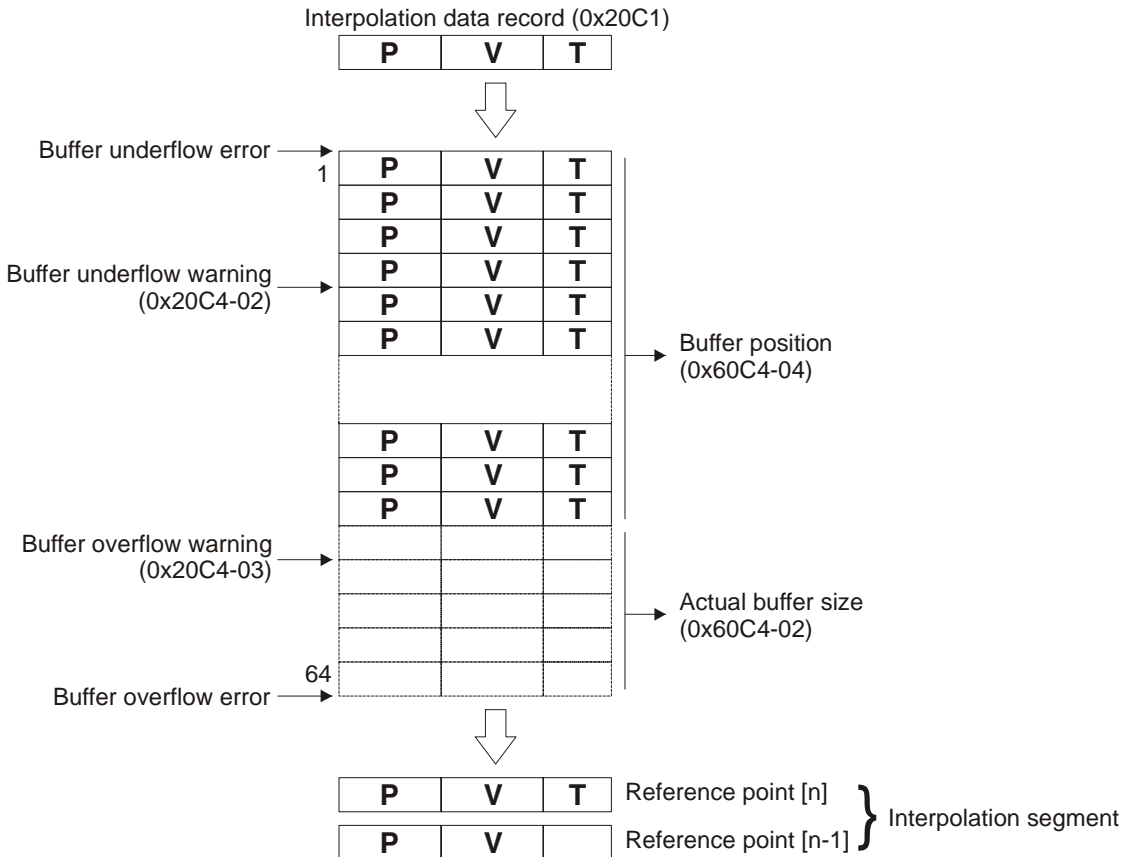 Interpolation data record (0x20C1)
P V T
Buffer underflow error
1
P V T
P V T
P V T
Buffer underflow warning
(0x20C4-02)
P V T
P V T
P V T
Buffer position
(0x60C4-04)
P V T
P V T
P V T
Buffer overflow warning
(0x20C4-03)
Actual buffer size
(0x60C4-02)
64
Buffer overflow error
P V T Reference point [n]
} Interpolation segment
P V Reference point [n-1]